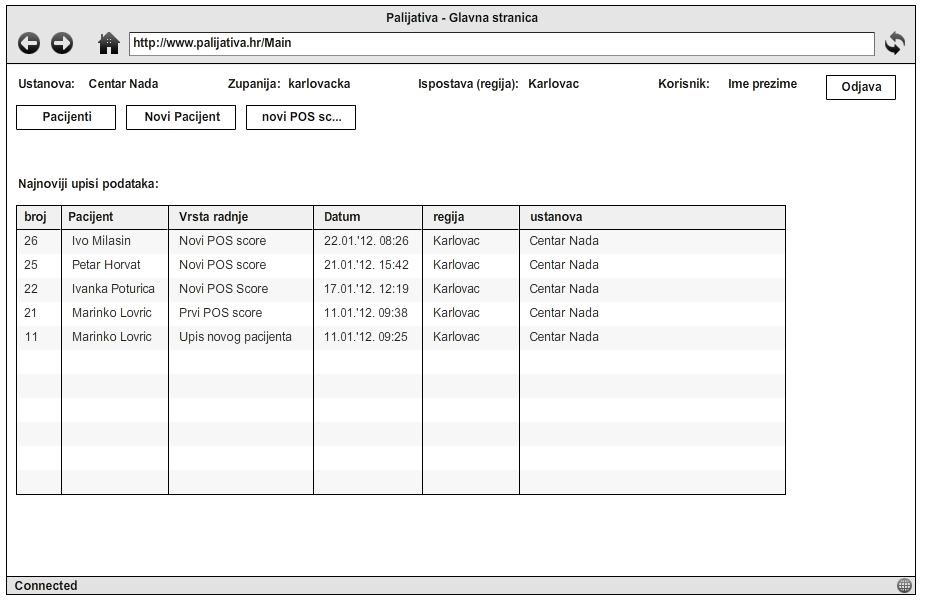 Palijativa - Glavna stranica
http://www.palijativa.hr/Main
Ustanova: Centar Nada Zupanija: karlovacka Ispostava (regija): Karlovac Korisnik: Ime prezime Odjava
Pacijenti Novi Pacijent novi POS sc...
Najnoviji upisi podataka:
broj Pacijent Vrsta radnje Datum regija ustanova
26 Ivo Milasin Novi POS score 22.01.'12. 08:26 Karlovac Centar Nada
25 Petar Horvat Novi POS score 21.01.'12. 15:42 Karlovac Centar Nada
22 Ivanka Poturica Novi POS Score 17.01.'12. 12:19 Karlovac Centar Nada
21 Marinko Lovric Prvi POS score 11.01.'12. 09:38 Karlovac Centar Nada
11 Marinko Lovric Upis novog pacijenta 11.01.'12. 09:25 Karlovac Centar Nada
Connected